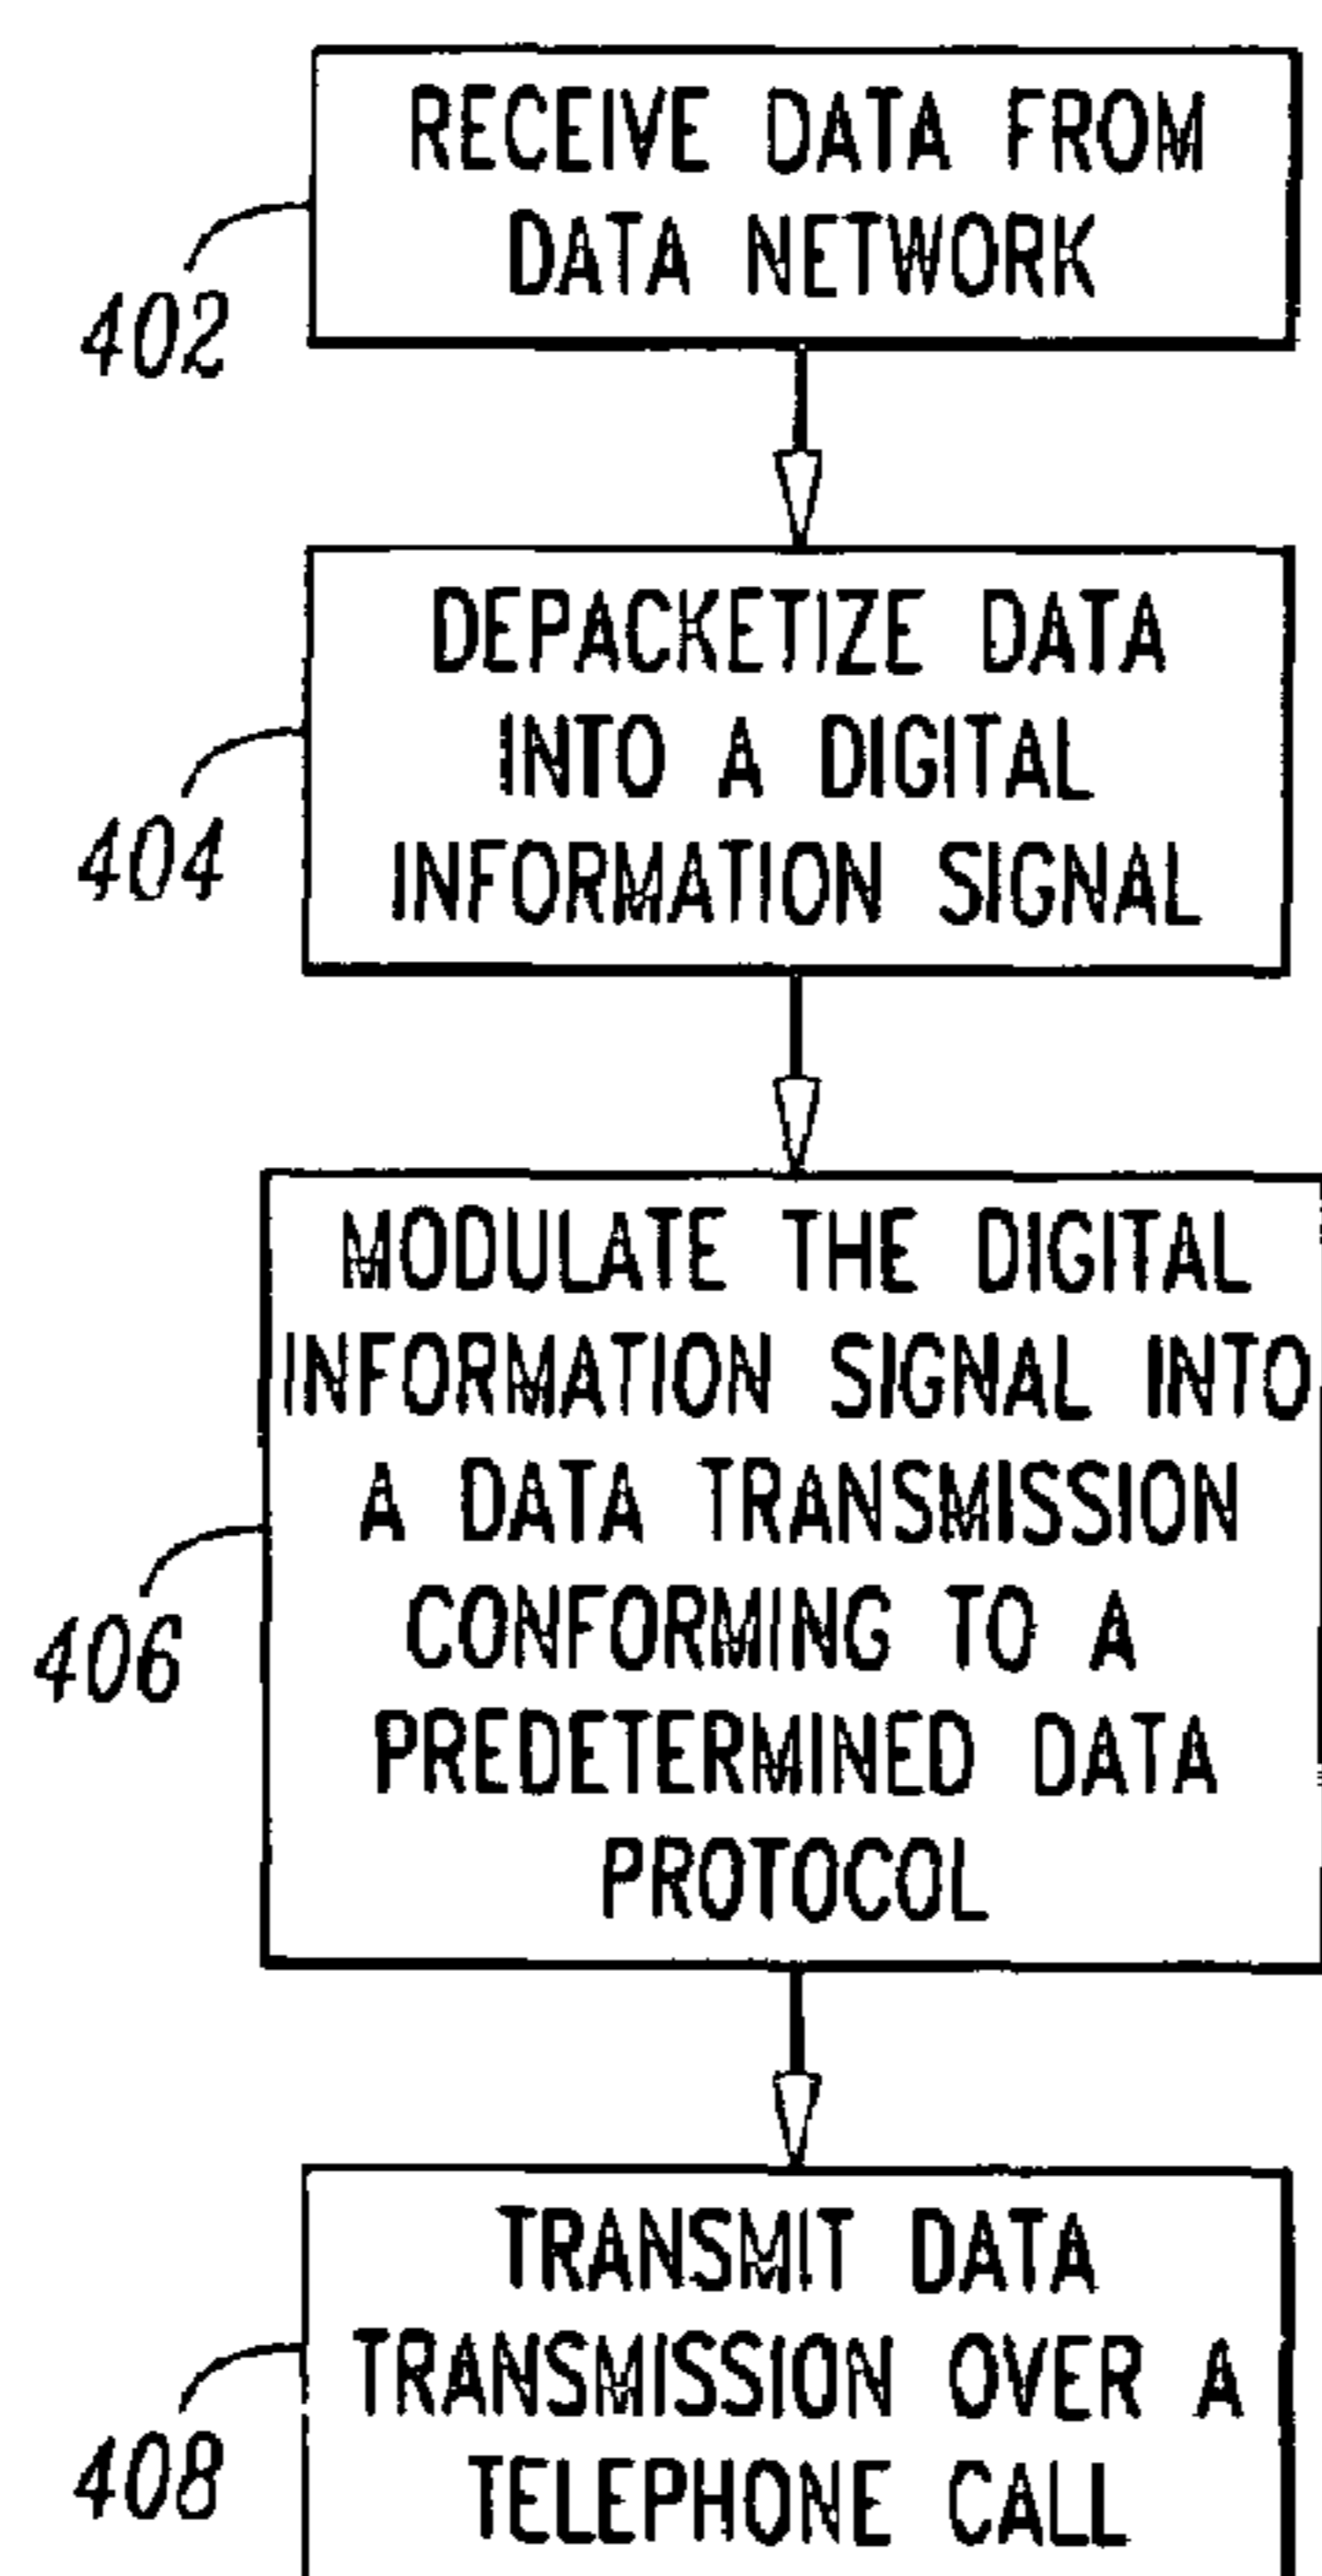 RECEIVE DATA FROM
DATA NETWORK
402
DEPACKETIZE DATA
INTO A DIGITAL
INFORMATION SIGNAL
404
MODULATE THE DIGITAL
INFORMATION SIGNAL INTO
A DATA TRANSMISSION
CONFORMING TO A
PREDETERMINED DATA
PROTOCOL
406
TRANSMIT DATA
TRANSMISSION OVER A
TELEPHONE CALL
408